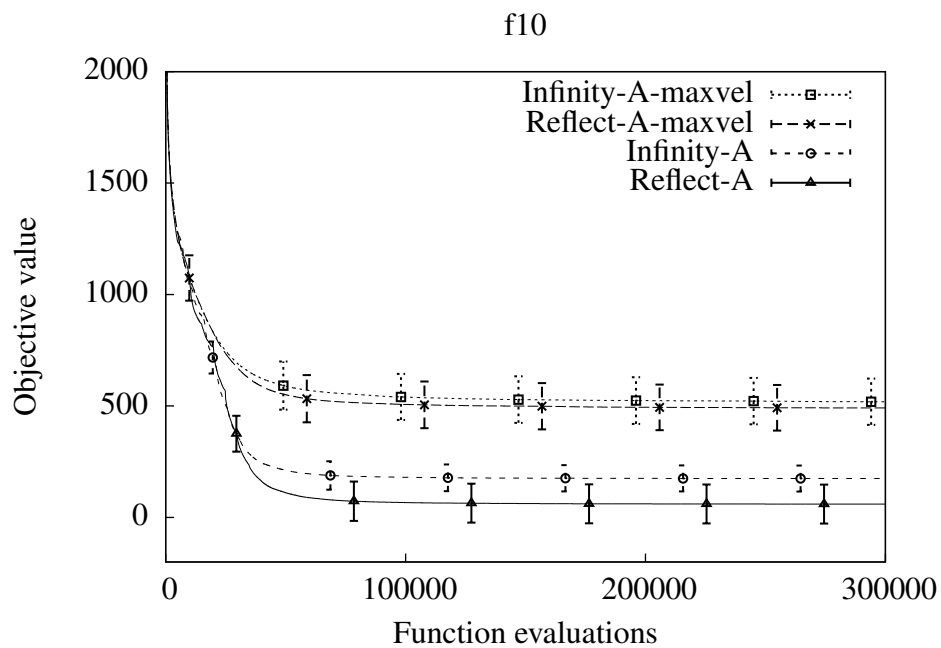 f10
2000
1500
1000
500
0
Objective value
Infinity-A-maxvel
Reflect-A-maxvel
Infinity-A
Reflect-A
0 100000 200000 300000
Function evaluations